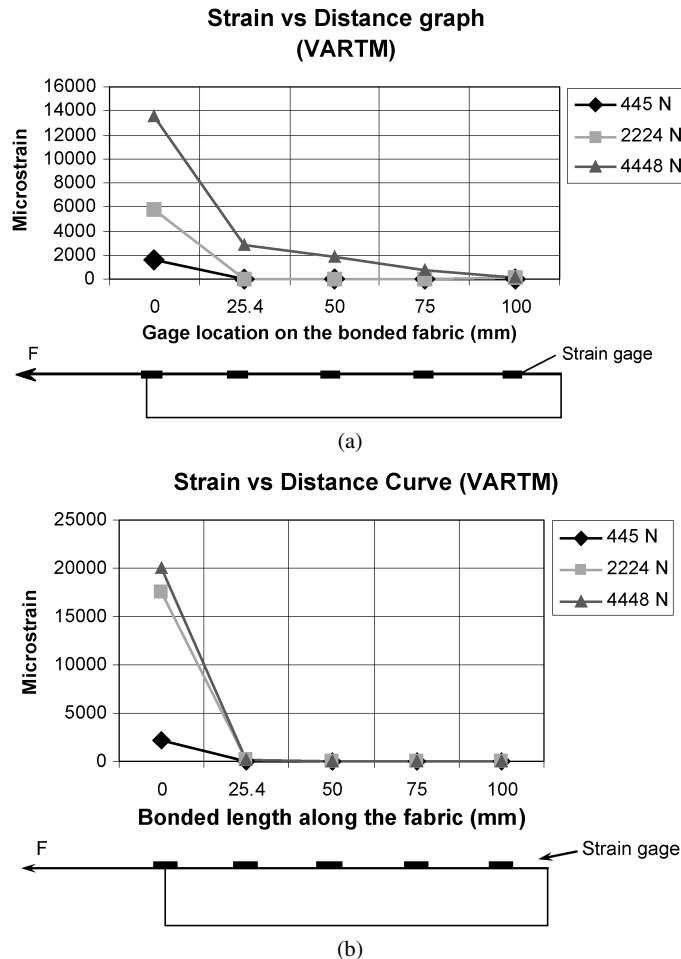 Strain vs Distance graph
(VARTM)
16000
14000
12000
10000
8000
6000
4000
2000
0
Microstrain
0 25.4 50 75 100
Gage location on the bonded fabric (mm)
445 N
2224 N
4448 N
F
Strain gage
(a)
Strain vs Distance Curve (VARTM)
25000
20000
15000
10000
5000
0
Microstrain
0 25.4 50 75 100
Bonded length along the fabric (mm)
445 N
2224 N
4448 N
F
Strain gage
(b)